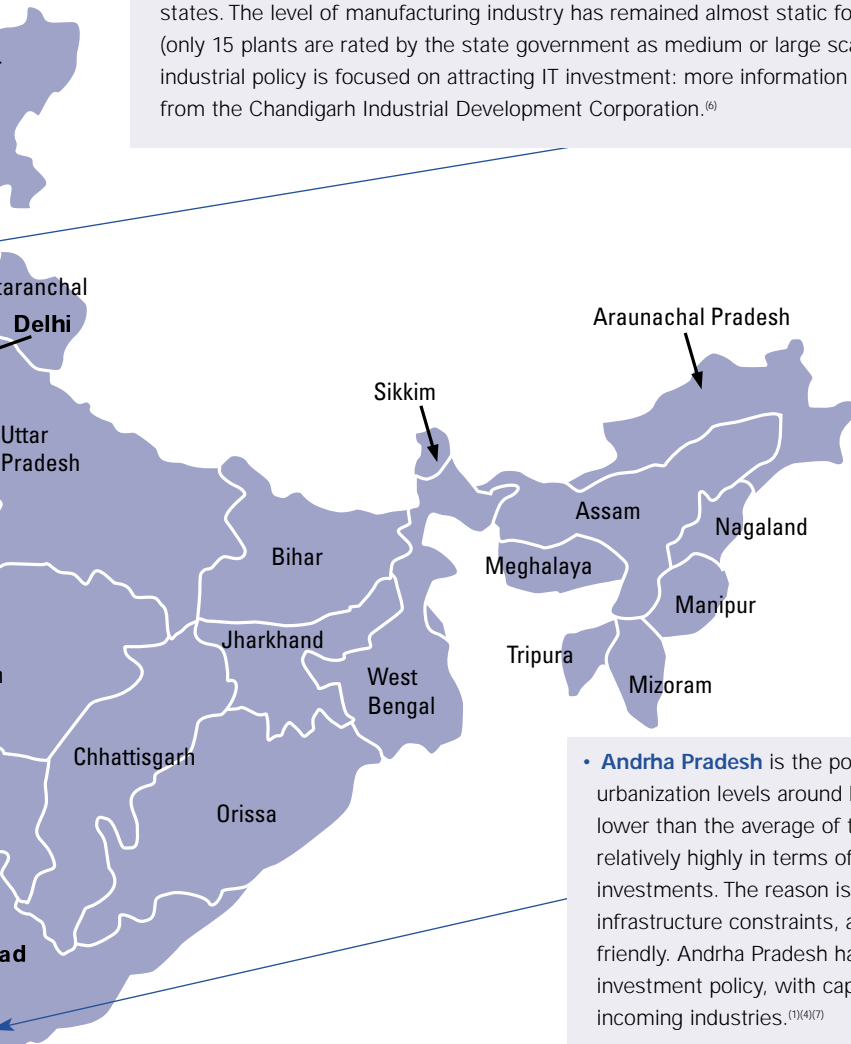 states. The level of manufacturing industry has remained almost static fo
(only 15 plants are rated by the state government as medium or large sca
industrial policy is focused on attracting IT investment: more information
from the Chandigarh Industrial Development Corporation.(6)
taranchal
Delhi
Araunachal Pradesh
Sikkim
Uttar
Pradesh
Assam
Nagaland
Bihar
Meghalaya
Manipur
Jharkhand
Tripura
West
Bengal
Mizoram
Chhattisgarh
Orissa
• Andrha Pradesh is the po
urbanization levels around
lower than the average of t
relatively highly in terms of
investments. The reason is
infrastructure constraints, a
friendly. Andrha Pradesh ha
investment policy, with cap
incoming industries.(1)(4)(7)
ad